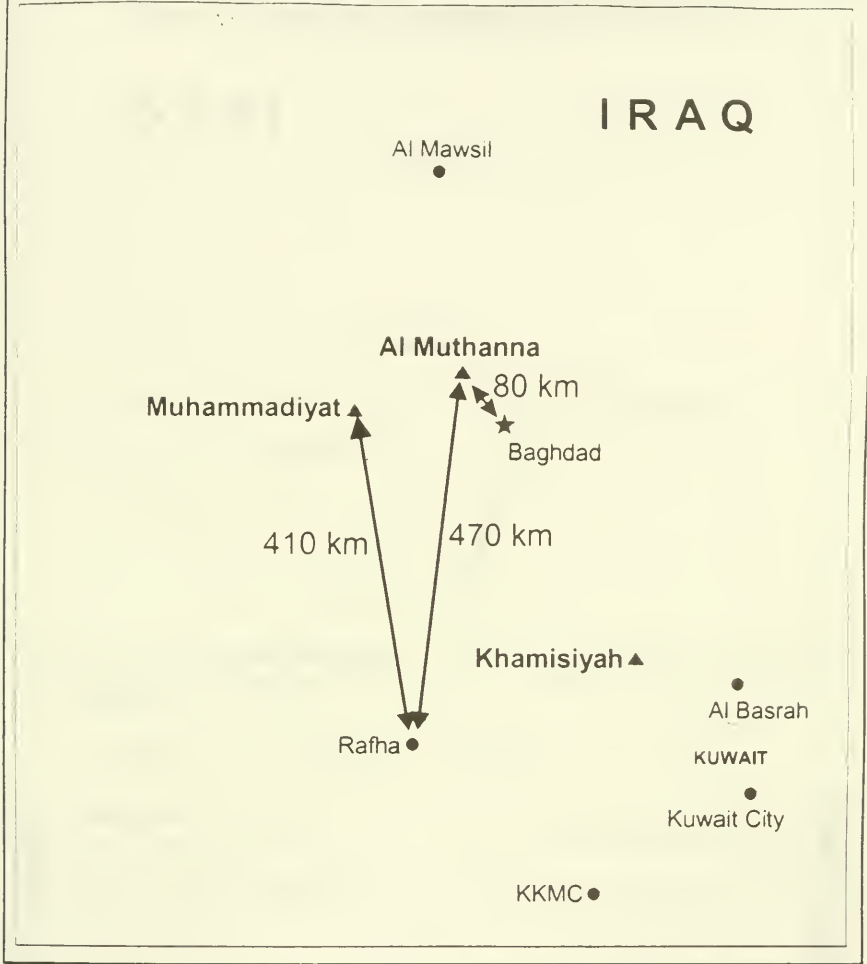 IRAQ
Al Mawsil
Al Muthanna
80 km
Muhammadiyat
Baghdad
410 km
470 km
Khamisiyah
Al Basrah
Rafha
KUWAIT
Kuwait City
KKMC